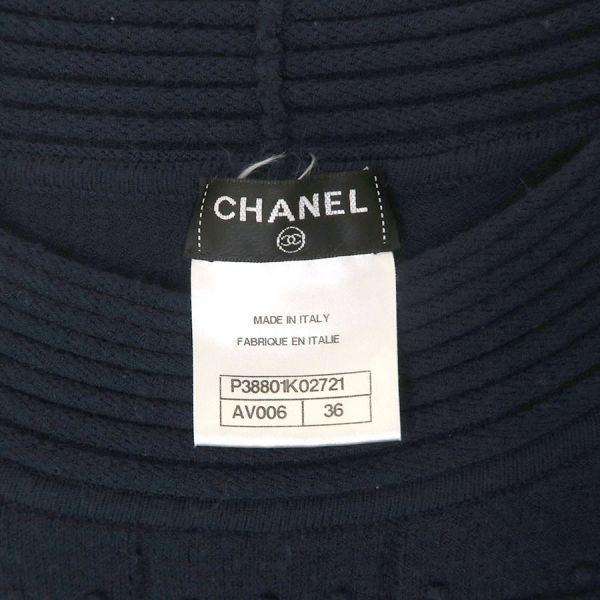 CHANEL
MADE IN ITALY
FABRIQUE EN ITALIE
P38801K02721
AV006 36